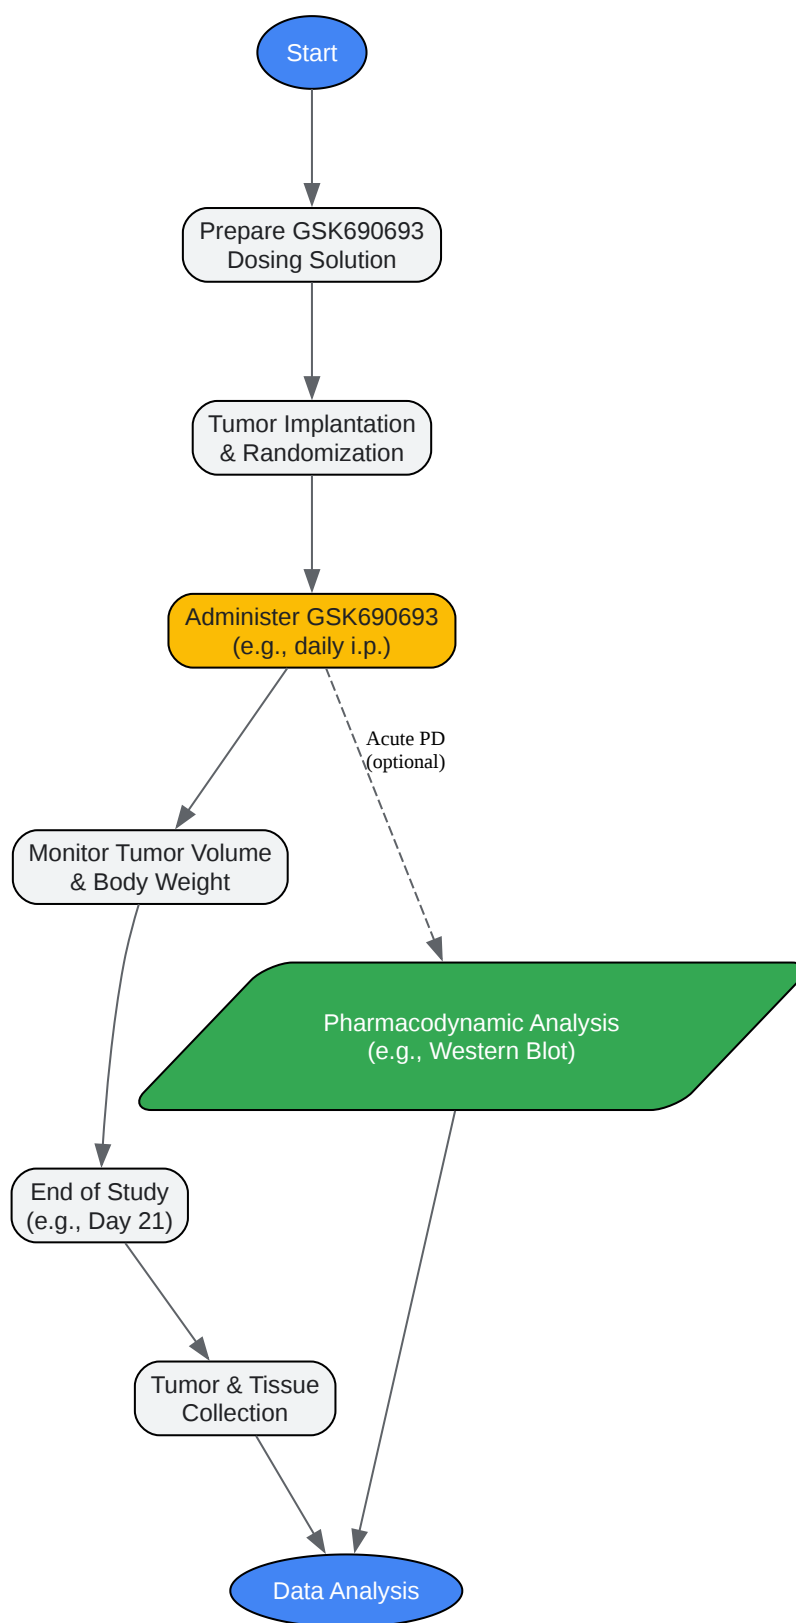 Start
Prepare GSK690693
Dosing Solution
Tumor Implantation
& Randomization
Administer GSK690693
(e.g., daily i.p.)
Acute PD
(optional)
Monitor Tumor Volume
& Body Weight
Pharmacodynamic Analysis
(e.g., Western Blot)
End of Study
(e.g., Day 21)
Tumor & Tissue
Collection
Data Analysis